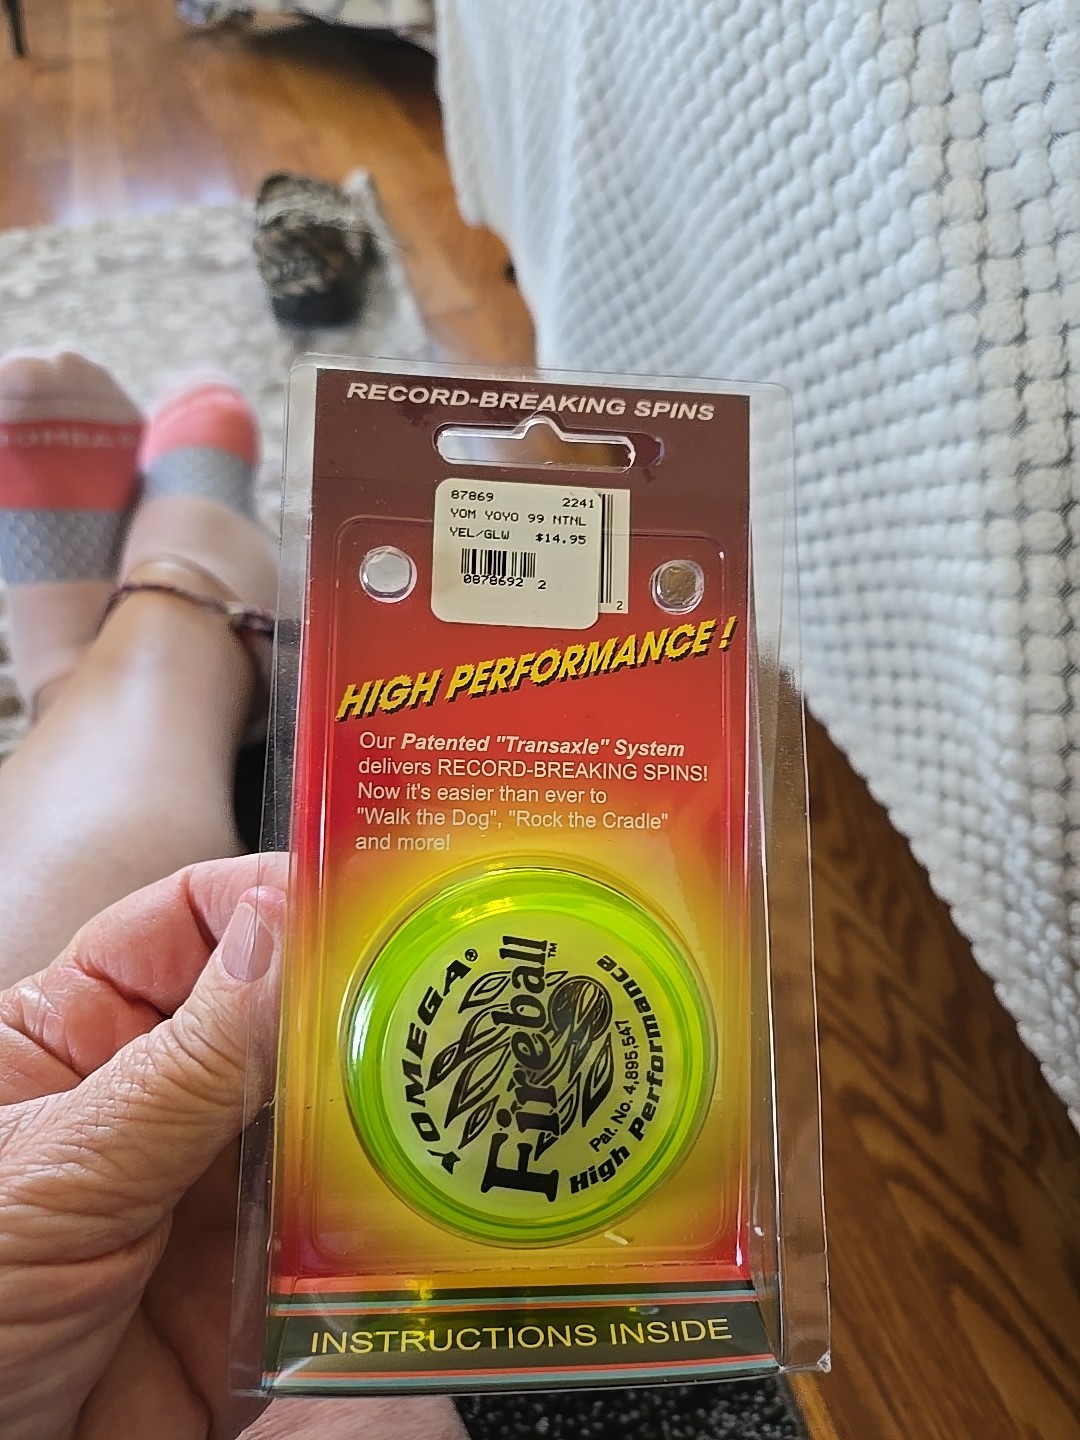 RECORD-BREAKING SPINS
87869 2241
YOM YOYO 99 NTNL
YEL/GLW $14.95
0878692 2
2
HIGH PERFORMANCE!
Our Patented "Transaxle" System
delivers RECORD-BREAKING SPINS!
Now it's easier than ever to
"Walk the Dog", "Rock the Cradle"
and more!
YOMEGA®
Fireball™
Pat. No. 4,895,547
High Performance
INSTRUCTIONS INSIDE